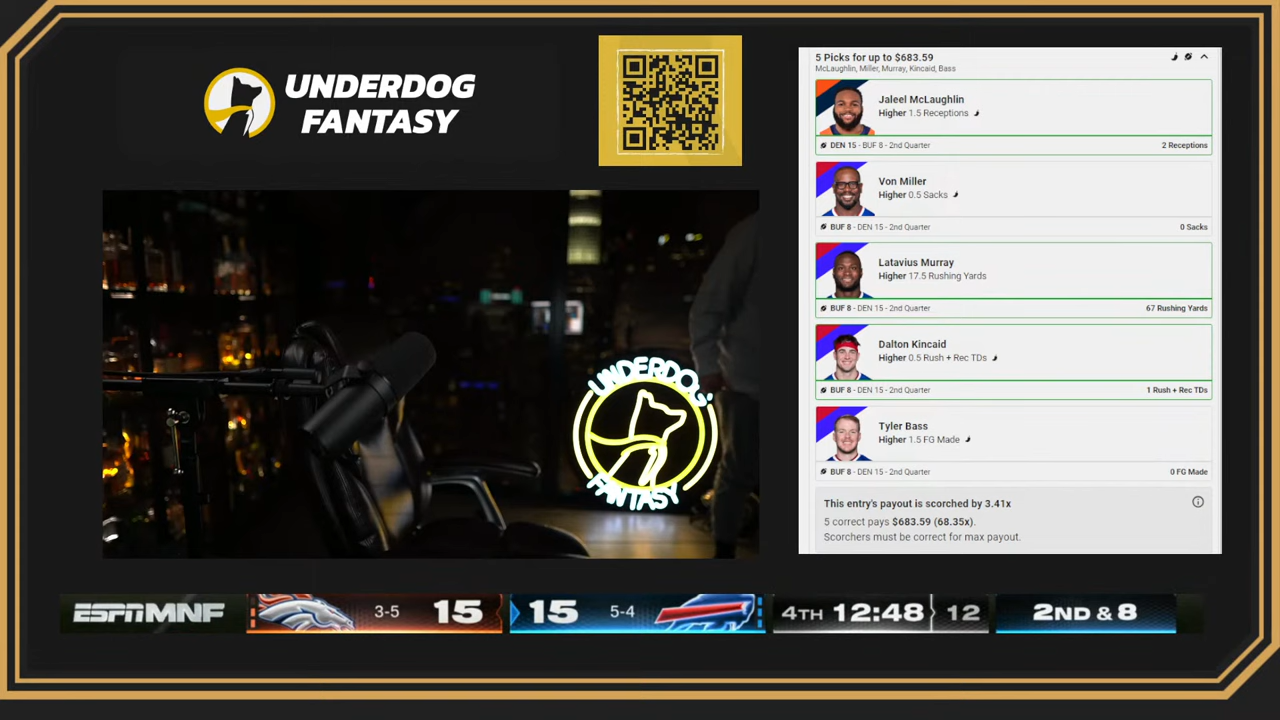 UNDERDOG
FANTASY
5 Picks for up to $683.59
McLaughlin, Miller, Murray, Kincaid, Bass
Jaleel McLaughlin
Higher 1.5 Receptions
DEN 15 - BUF 8 - 2nd Quarter
2 Receptions
Von Miller
Higher 0.5 Sacks
BUF 8 - DEN 15 - 2nd Quarter
0 Sacks
Latavius Murray
Higher 17.5 Rushing Yards
BUF 8 - DEN 15 - 2nd Quarter
67 Rushing Yards
Dalton Kincaid
Higher 0.5 Rush + Rec TDs
BUF 8 - DEN 15 - 2nd Quarter
1 Rush + Rec TDs
Tyler Bass
Higher 1.5 FG Made
BUF 8 - DEN 15 - 2nd Quarter
0 FG Made
This entry's payout is scorched by 3.41x
5 correct pays $683.59 (68.35x).
Scorchers must be correct for max payout.
UNDERDOG
FANTASY
ESPN MNF
3-5
15
15
5-4
4TH 12:48
12
2ND & 8